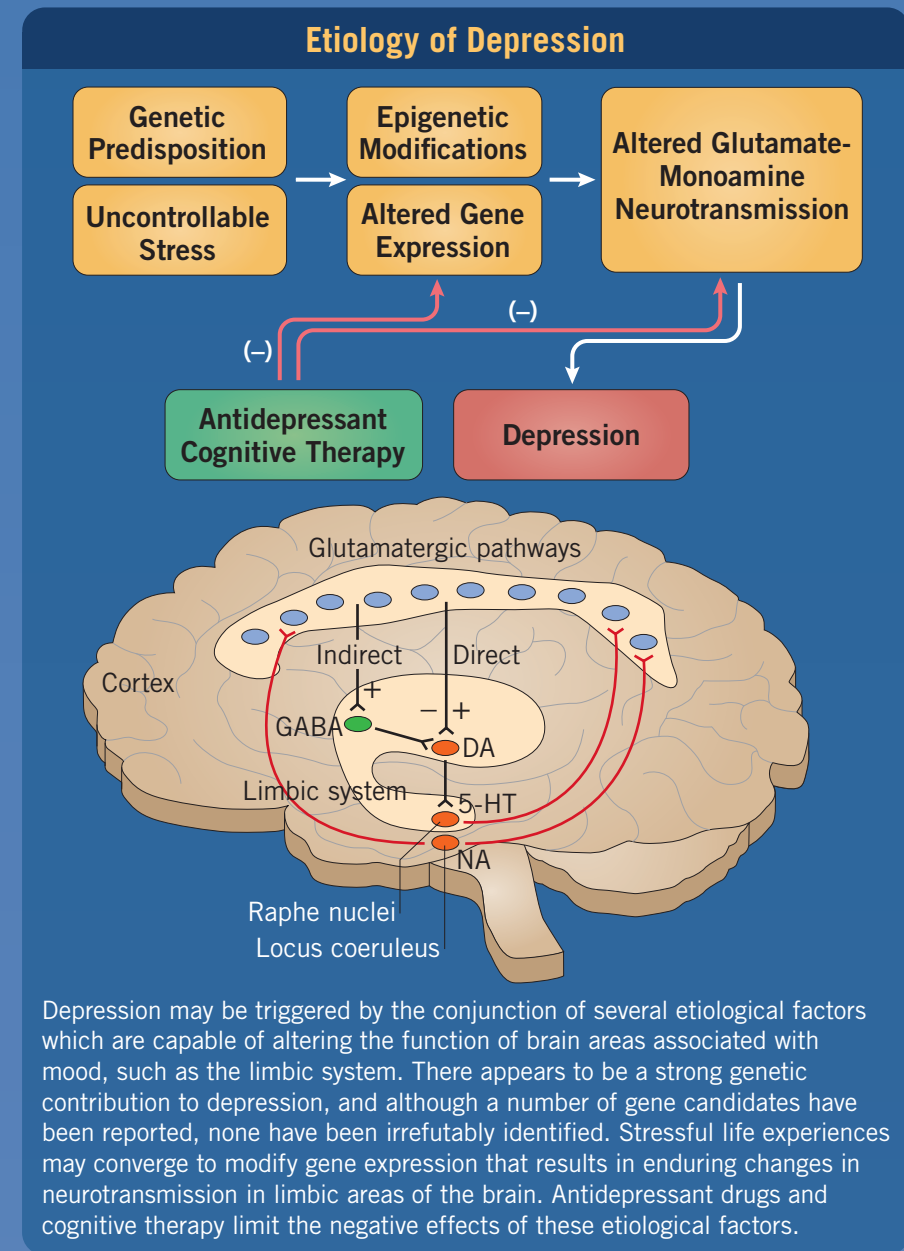 Etiology of Depression
Genetic
Predisposition
Uncontrollable
Stress
Epigenetic
Modifications
Altered Gene
Expression
Altered Glutamate-
Monoamine
Neurotransmission
(–)
(–)
Antidepressant
Cognitive Therapy
Depression
Glutamatergic pathways
Cortex
Indirect
Direct
+
– +
GABA
DA
Limbic system
5-HT
NA
Raphe nuclei
Locus coeruleus
Depression may be triggered by the conjunction of several etiological factors
which are capable of altering the function of brain areas associated with
mood, such as the limbic system. There appears to be a strong genetic
contribution to depression, and although a number of gene candidates have
been reported, none have been irrefutably identified. Stressful life experiences
may converge to modify gene expression that results in enduring changes in
neurotransmission in limbic areas of the brain. Antidepressant drugs and
cognitive therapy limit the negative effects of these etiological factors.